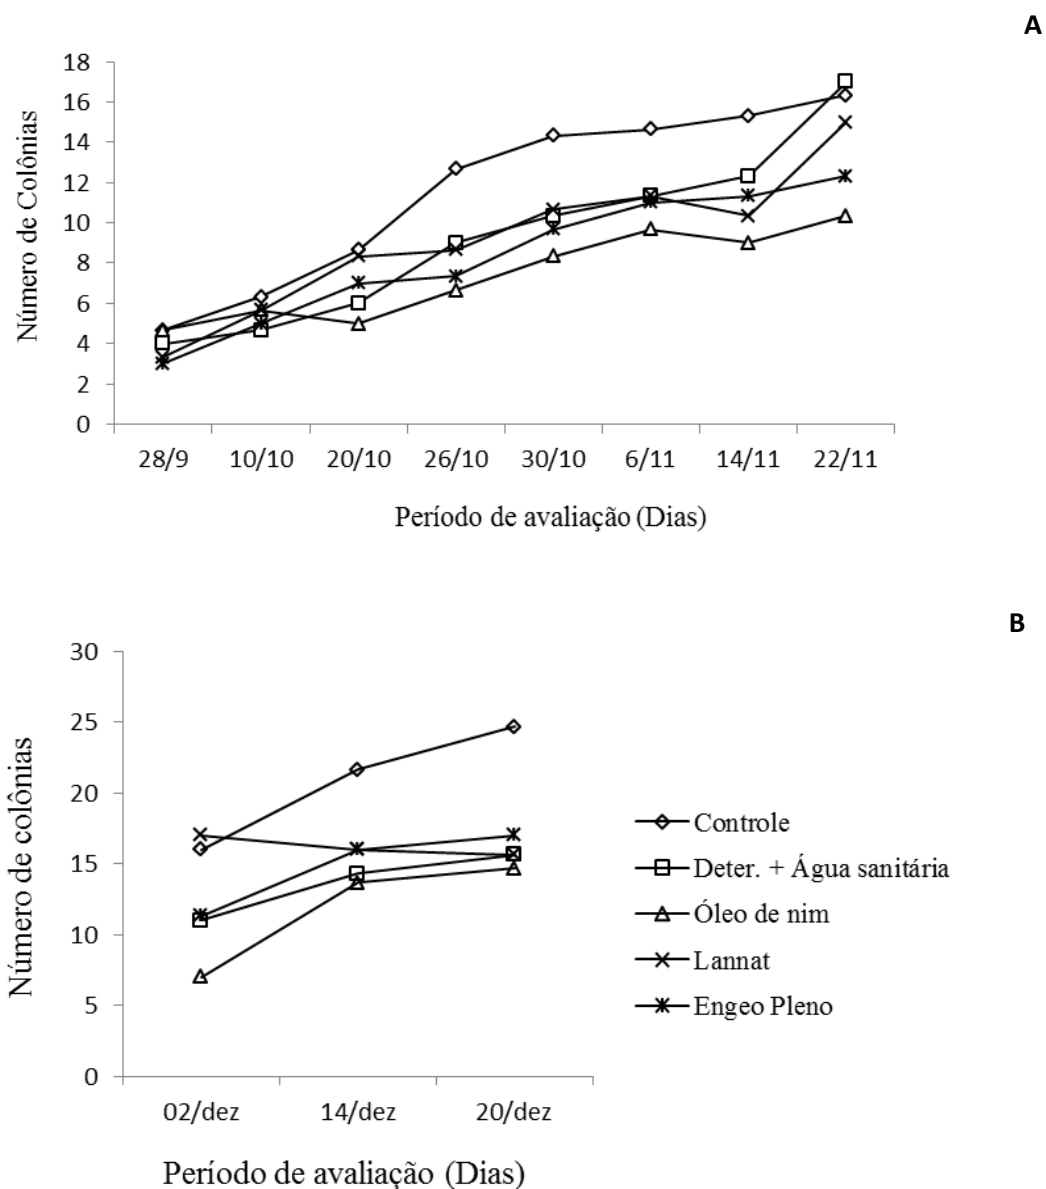 A
18
16
14
12
10
8
6
4
2
0
Número de Colônias
28/9 10/10 20/10 26/10 30/10 6/11 14/11 22/11
Período de avaliação (Dias)
B
30
25
20
15
10
5
0
Número de colônias
02/dez 14/dez 20/dez
Período de avaliação (Dias)
Controle
Deter. + Água sanitária
Óleo de nim
Lannat
Engeo Pleno